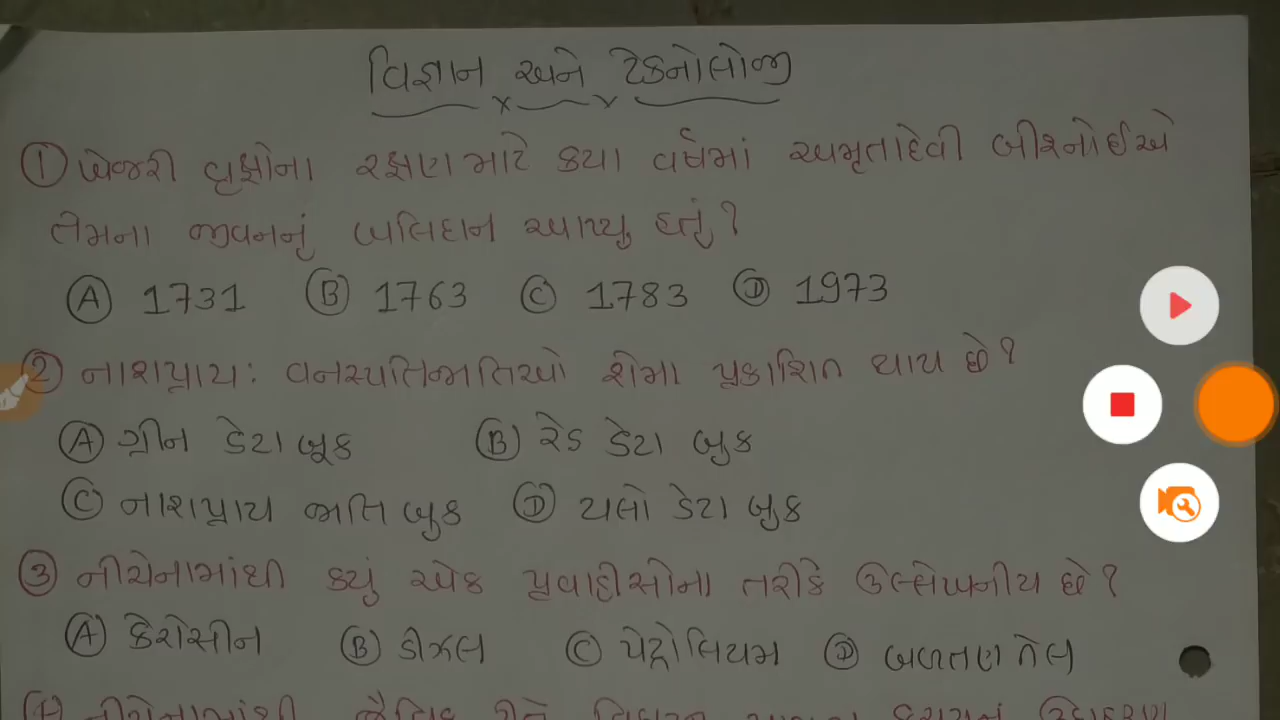 વિજ્ઞાન અને ટેકનોલોજી
① ખેજરી વૃક્ષોના રક્ષણ માટે કયા વર્ષમાં અમૃતાદેવી બીશ્નોઈએ
તેમના જીવનનું બલિદાન આપ્યુ હતું?
Ⓐ 1731 Ⓑ 1763 Ⓒ 1783 Ⓓ 1973
② નાશપ્રાય: વનસ્પતિજાતિઓ શેમા પ્રકાશિત થાય છે?
Ⓐ ગ્રીન ડેટા બૂક Ⓑ રેડ ડેટા બુક
Ⓒ નાશપ્રાય જાતિ બુક Ⓓ યલો ડેટા બુક
③ નીચેનામાંથી કયું એક પ્રવાહીસોના તરીકે ઉલ્લેખનીય છે?
Ⓐ કેરોસીન Ⓑ ડીઝલ Ⓒ પેટ્રોલિયમ Ⓓ બળતણ તેલ
નીચેનામાંથી